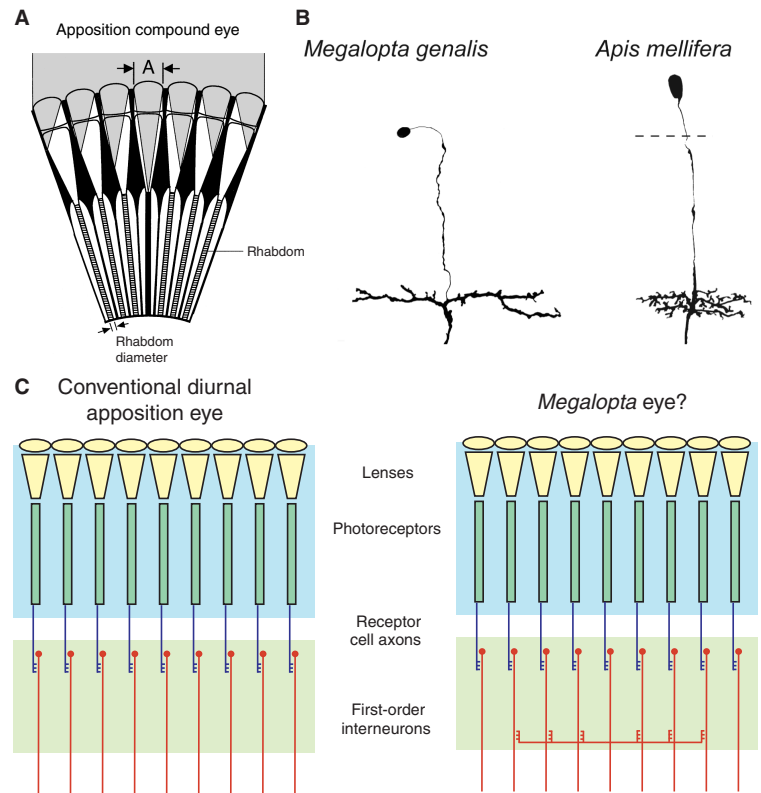 A
Apposition compound eye
A
Rhabdom
Rhabdom
diameter
B
Megalopta genalis
Apis mellifera
C
Conventional diurnal
apposition eye
Megalopta eye?
Lenses
Photoreceptors
Receptor
cell axons
First-order
interneurons